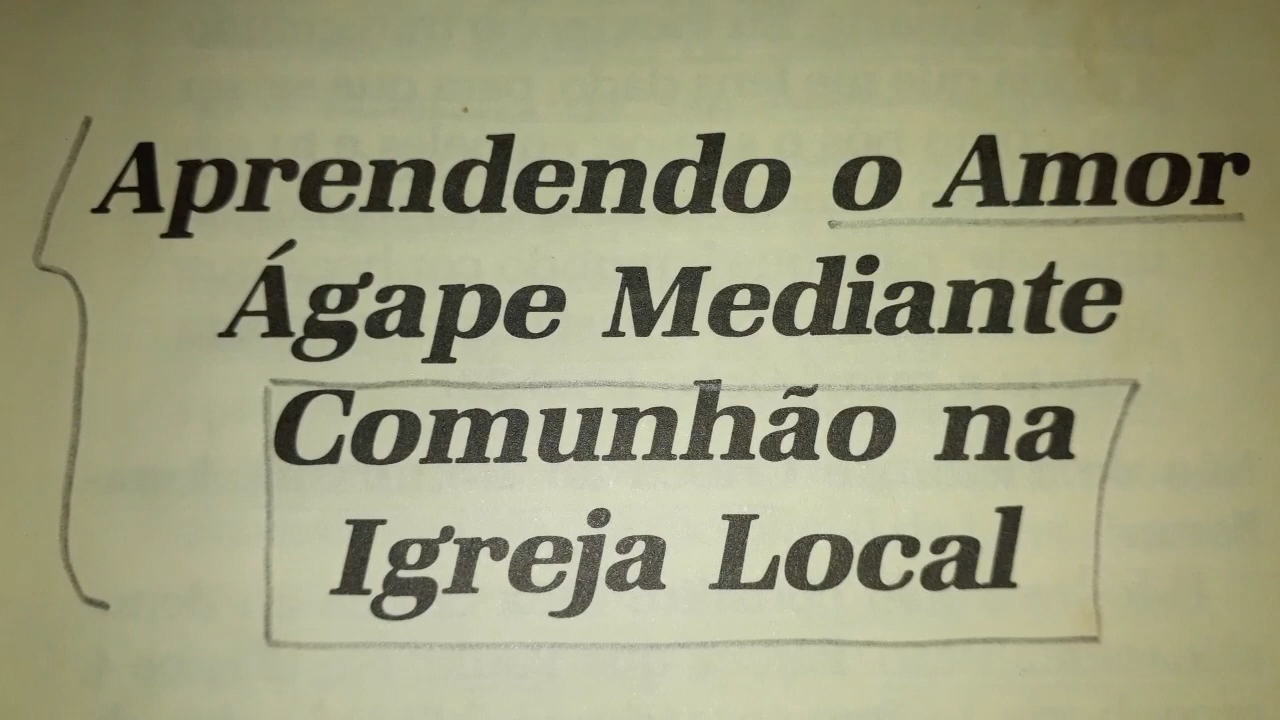 Aprendendo o Amor
Ágape Mediante
Comunhão na
Igreja Local